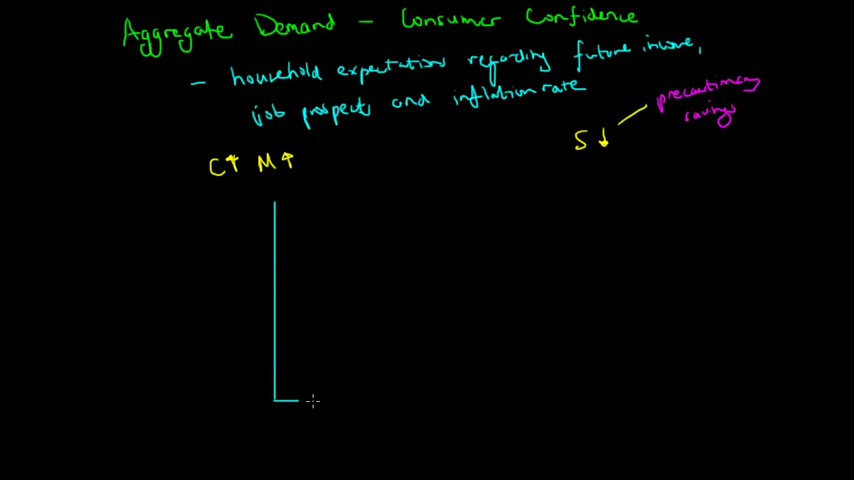 Aggregate Demand - Consumer Confidence
- household expectations regarding future income,
job prospects and inflation rate
precautionary
savings
S↓
C↑ M↑